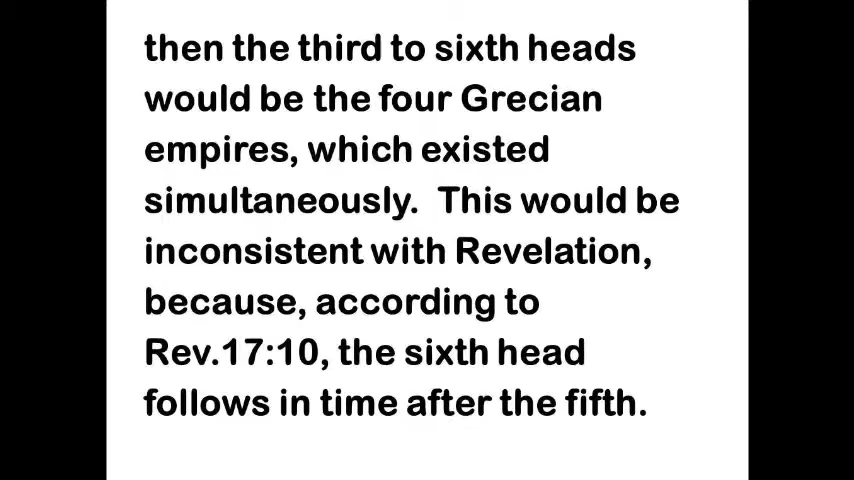 then the third to sixth heads
would be the four Grecian
empires, which existed
simultaneously.  This would be
inconsistent with Revelation,
because, according to
Rev.17:10, the sixth head
follows in time after the fifth.